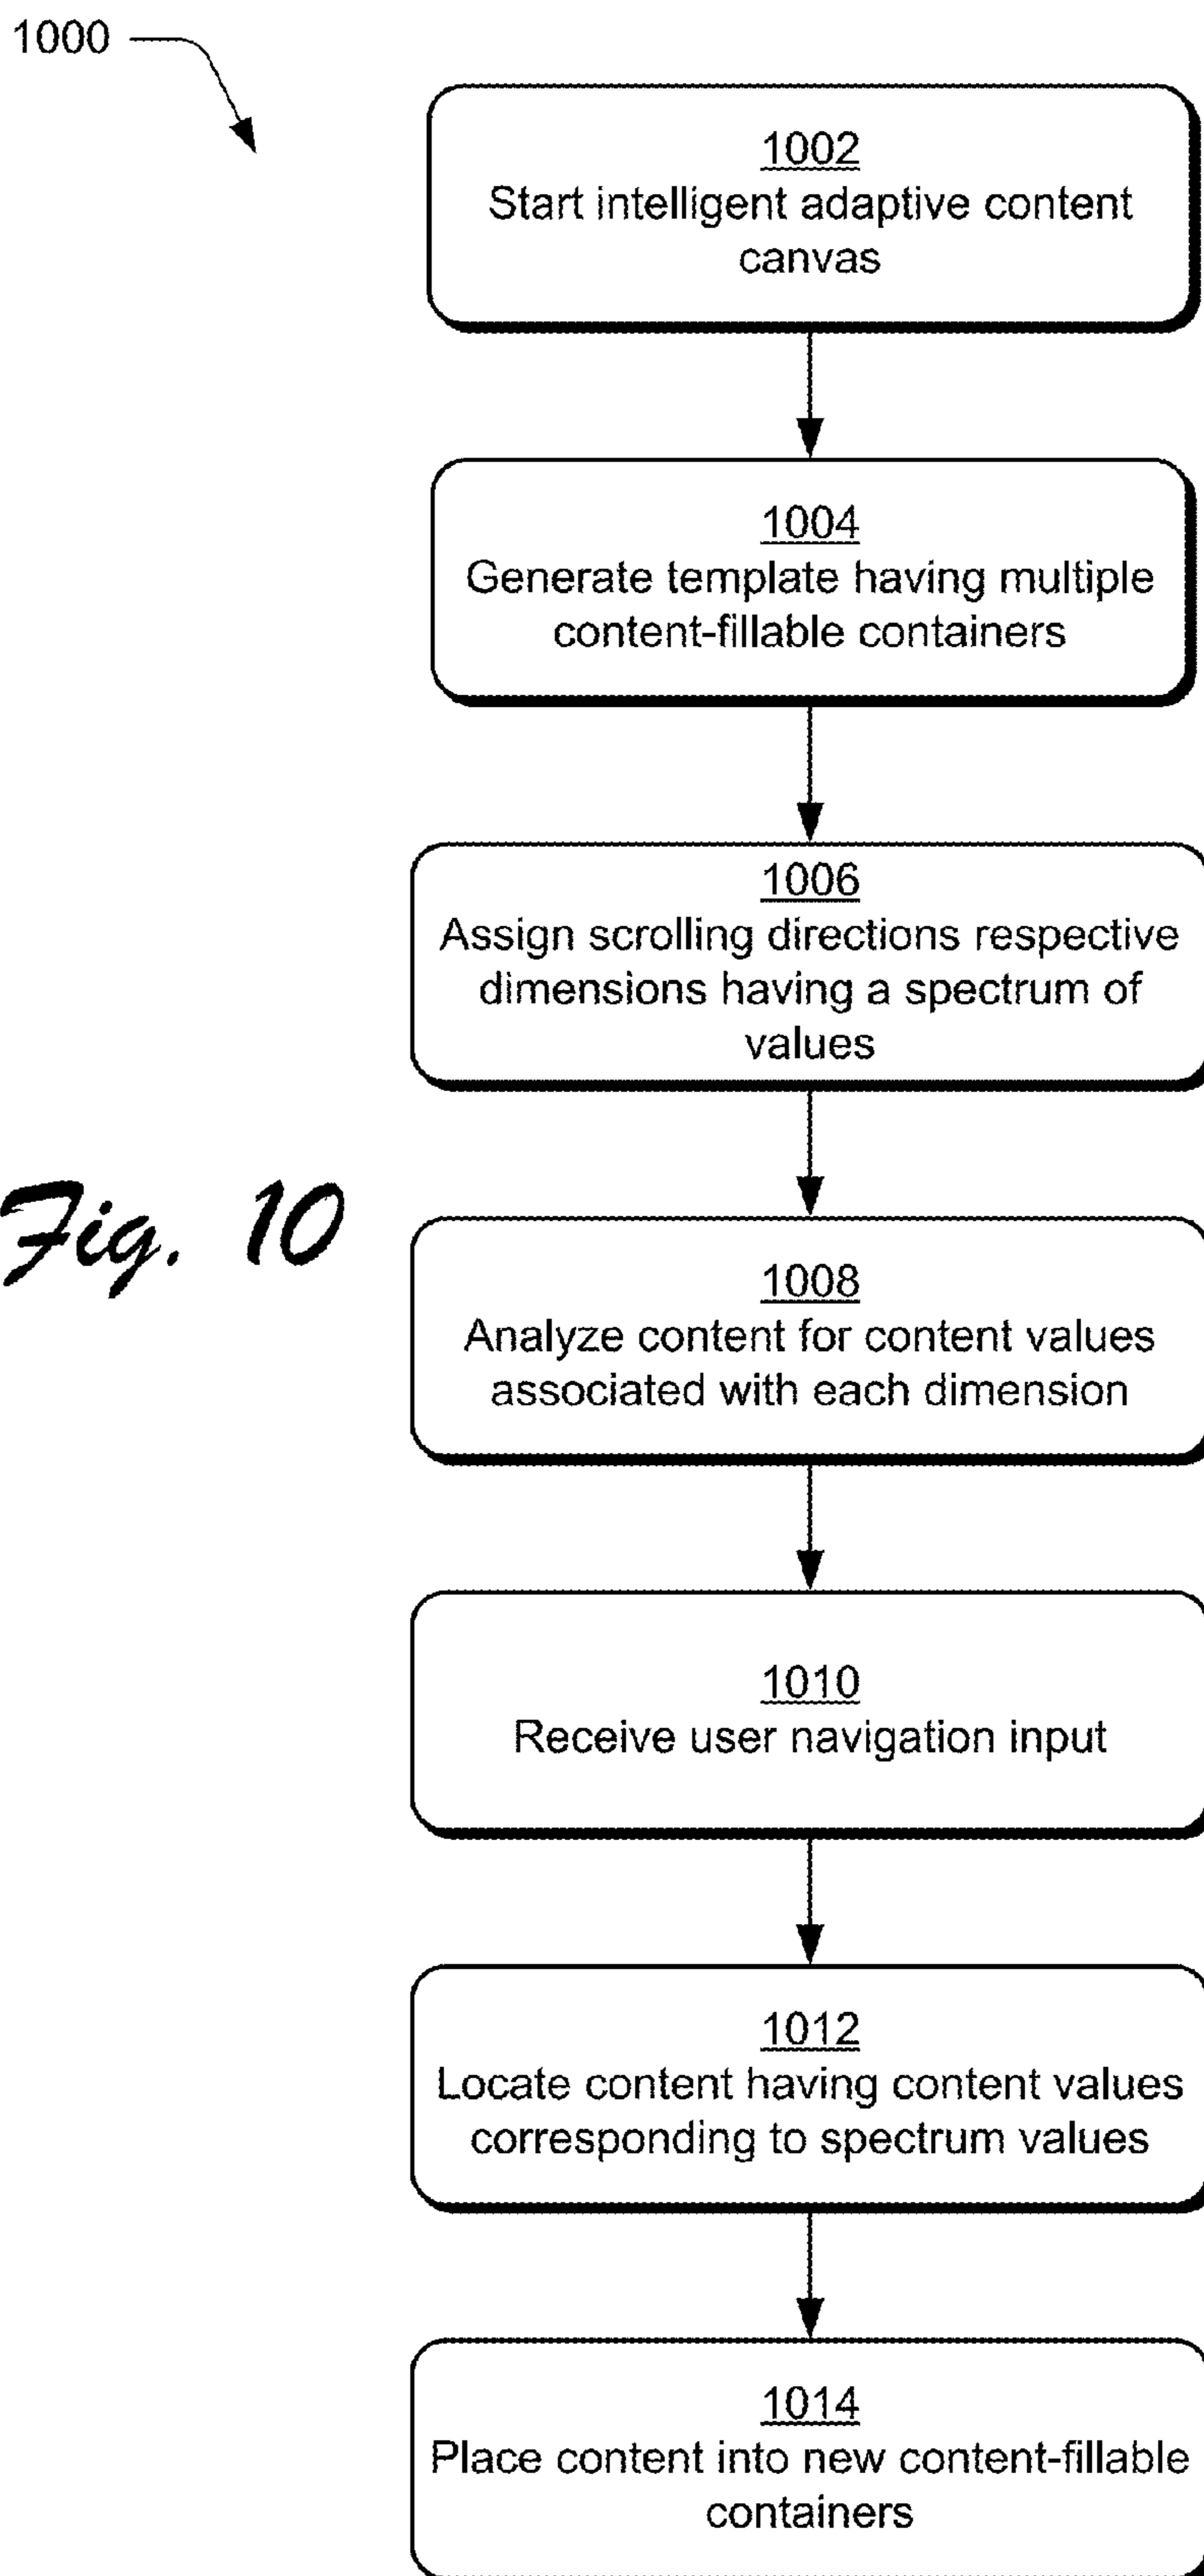 1000
1002
Start intelligent adaptive content
canvas
1004
Generate template having multiple
content-fillable containers
1006
Assign scrolling directions respective
dimensions having a spectrum of
values
Fig. 10
1008
Analyze content for content values
associated with each dimension
1010
Receive user navigation input
1012
Locate content having content values
corresponding to spectrum values
1014
Place content into new content-fillable
containers